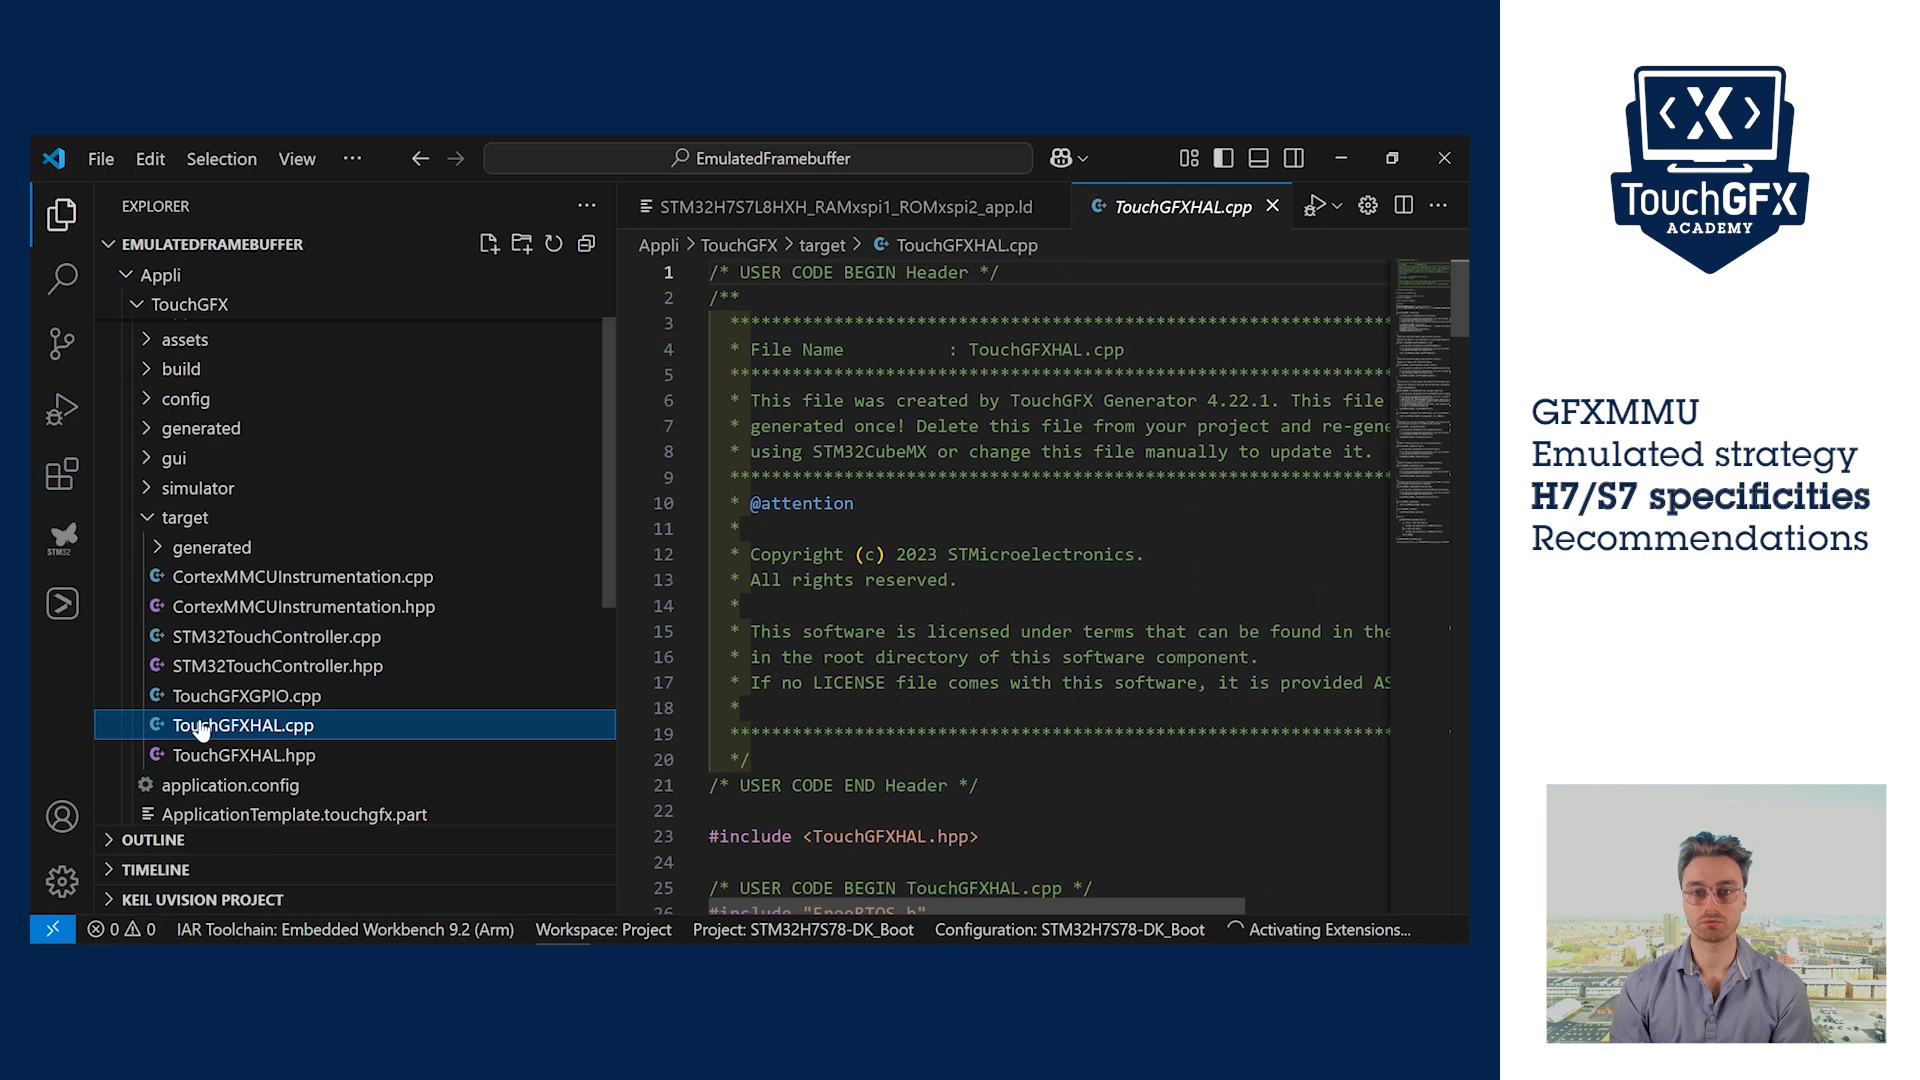 File Edit Selection View ··· EmulatedFramebuffer
EXPLORER
EMULATEDFRAMEBUFFER
Appli
TouchGFX
assets
build
config
generated
gui
simulator
target
generated
CortexMMCUInstrumentation.cpp
CortexMMCUInstrumentation.hpp
STM32TouchController.cpp
STM32TouchController.hpp
TouchGFXGPIO.cpp
TouchGFXHAL.cpp
TouchGFXHAL.hpp
application.config
ApplicationTemplate.touchgfx.part
OUTLINE
TIMELINE
KEIL UVISION PROJECT
STM32
STM32H7S7L8HXH_RAMxspi1_ROMxspi2_app.ld TouchGFXHAL.cpp
Appli > TouchGFX > target > TouchGFXHAL.cpp
1 /* USER CODE BEGIN Header */
2 /**
3 ****************************************************************
4 * File Name : TouchGFXHAL.cpp
5 ****************************************************************
6 * This file was created by TouchGFX Generator 4.22.1. This file
7 * generated once! Delete this file from your project and re-gene
8 * using STM32CubeMX or change this file manually to update it.
9 ****************************************************************
10 * @attention
11 *
12 * Copyright (c) 2023 STMicroelectronics.
13 * All rights reserved.
14 *
15 * This software is licensed under terms that can be found in the
16 * in the root directory of this software component.
17 * If no LICENSE file comes with this software, it is provided AS
18 *
19 ****************************************************************
20 */
21 /* USER CODE END Header */
22
23 #include <TouchGFXHAL.hpp>
24
25 /* USER CODE BEGIN TouchGFXHAL.cpp */
26 #include "FreeRTOS.h"
0 0 IAR Toolchain: Embedded Workbench 9.2 (Arm) Workspace: Project Project: STM32H7S78-DK_Boot Configuration: STM32H7S78-DK_Boot Activating Extensions...
TouchGFX
ACADEMY
GFXMMU
Emulated strategy
H7/S7 specificities
Recommendations